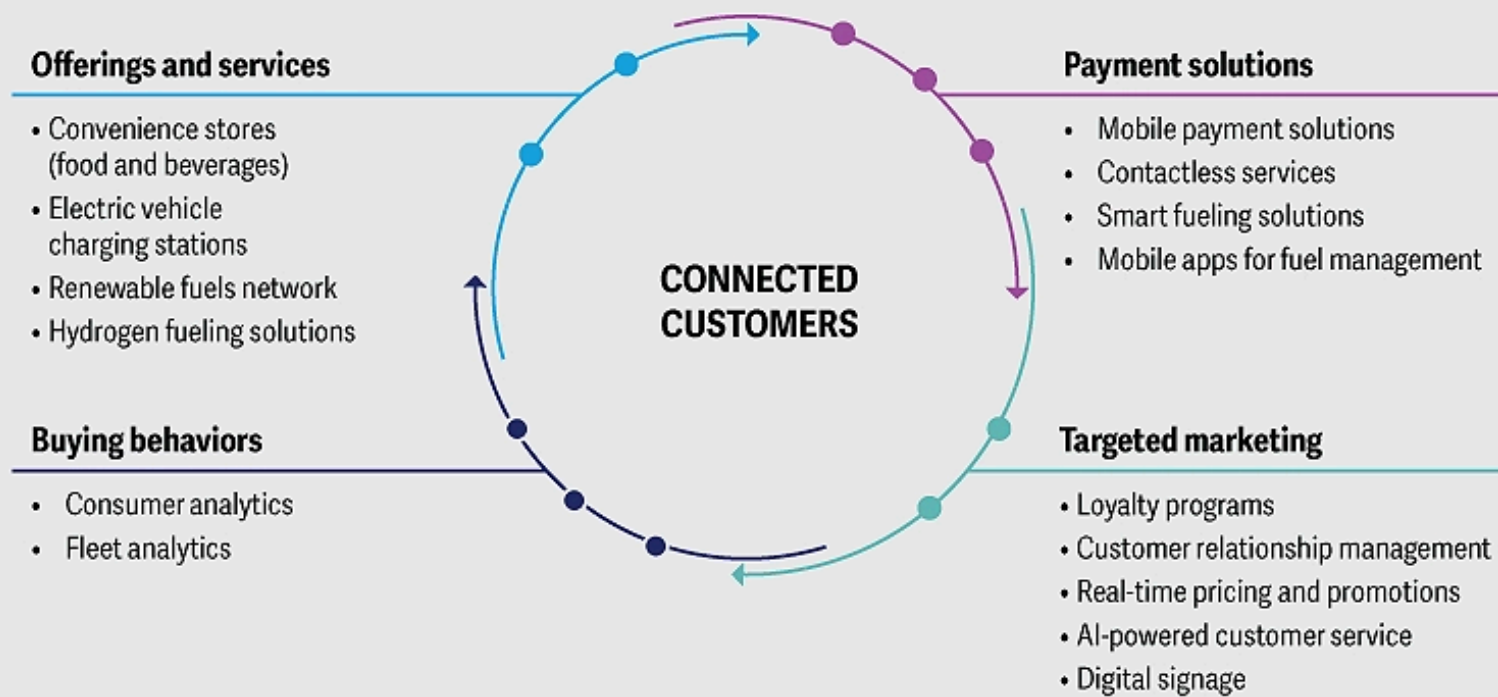 Offerings and services
• Convenience stores
(food and beverages)
• Electric vehicle
charging stations
• Renewable fuels network
• Hydrogen fueling solutions
Payment solutions
• Mobile payment solutions
• Contactless services
• Smart fueling solutions
• Mobile apps for fuel management
CONNECTED
CUSTOMERS
Buying behaviors
• Consumer analytics
• Fleet analytics
Targeted marketing
• Loyalty programs
• Customer relationship management
• Real-time pricing and promotions
• AI-powered customer service
• Digital signage